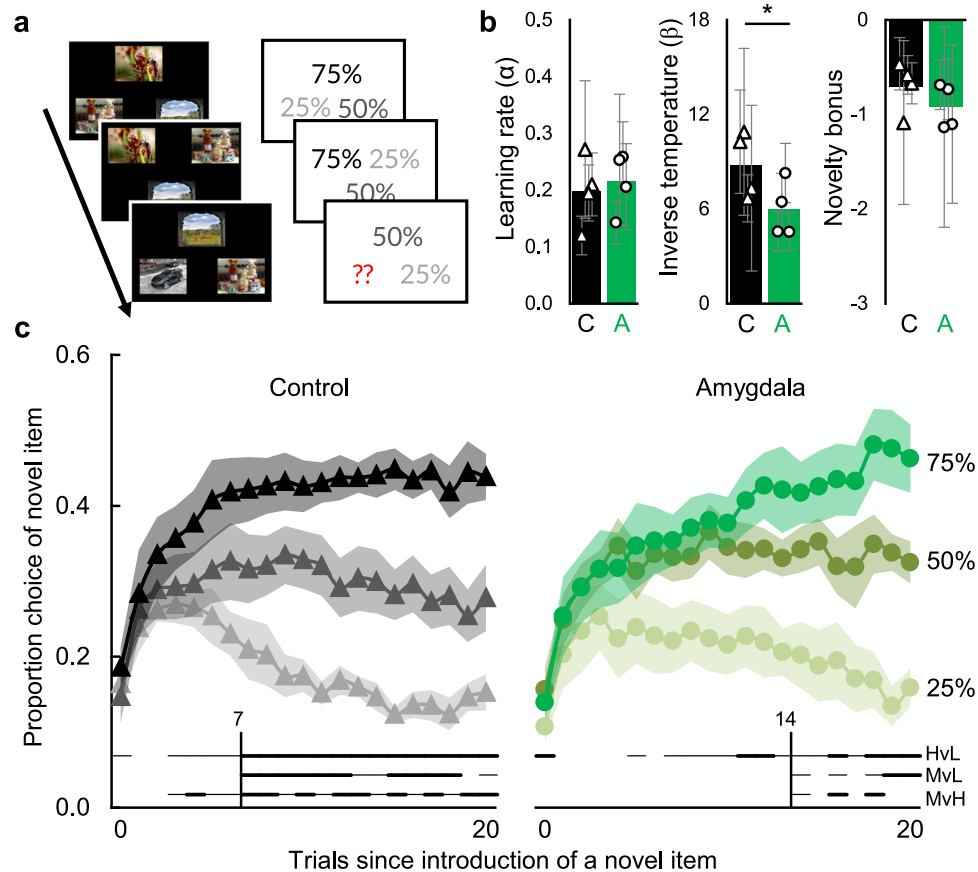 a
75%
25% 50%
75% 25%
50%
50%
?? 25%
b
Learning rate (α)
0.5
0.4
0.3
0.2
0.1
0.0
C A
Inverse temperature (β)
18
12
6
0
*
C A
Novelty bonus
0
-1
-2
-3
C A
c
Proportion choice of novel item
0.6
0.4
0.2
0.0
Control
Amygdala
75%
50%
25%
7
14
HvL
MvL
MvH
0 20
0 20
Trials since introduction of a novel item